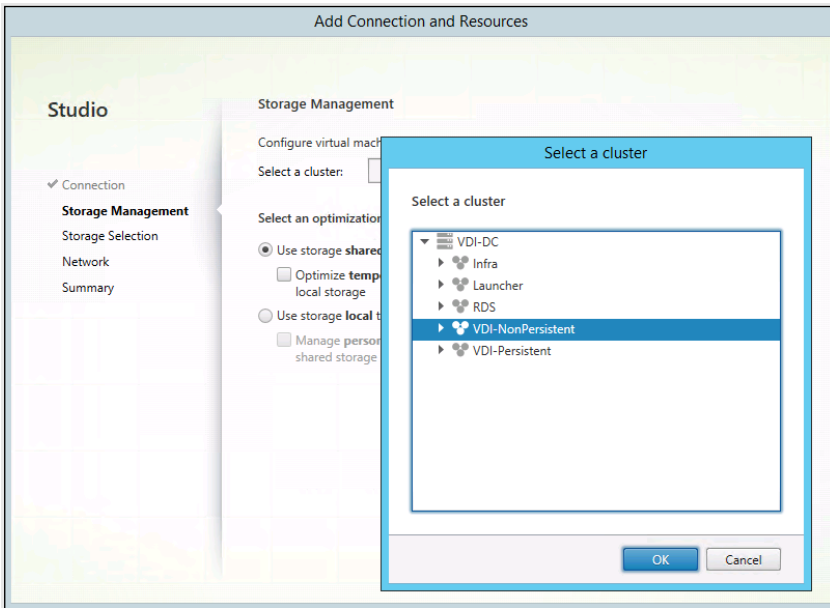 Add Connection and Resources
Studio
Connection
Storage Management
Storage Selection
Network
Summary
Storage Management
Configure virtual mach
Select a cluster:
Select an optimization
Use storage shared
Optimize tempo
local storage
Use storage local t
Manage person
shared storage
Select a cluster
Select a cluster
VDI-DC
Infra
Launcher
RDS
VDI-NonPersistent
VDI-Persistent
OK
Cancel